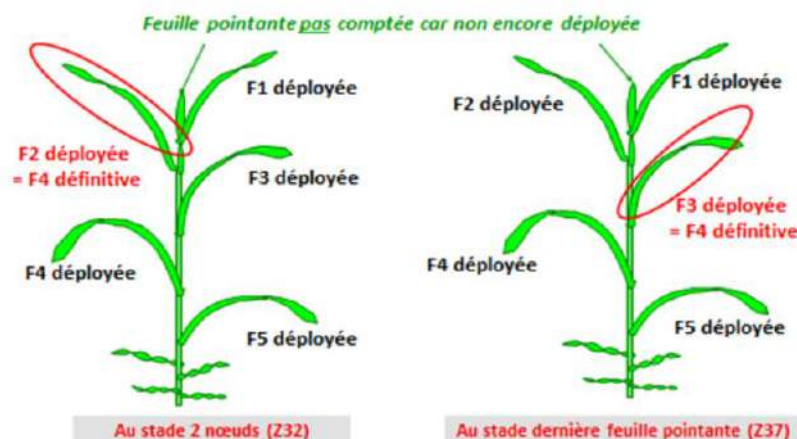 Feuille pointante pas comptée car non encore déployée
F1 déployée
F2 déployée
= F4 définitive
F3 déployée
F4 déployée
F5 déployée
Au stade 2 nœuds (Z32)
F1 déployée
F2 déployée
F3 déployée
= F4 définitive
F4 déployée
F5 déployée
Au stade dernière feuille pointante (Z37)